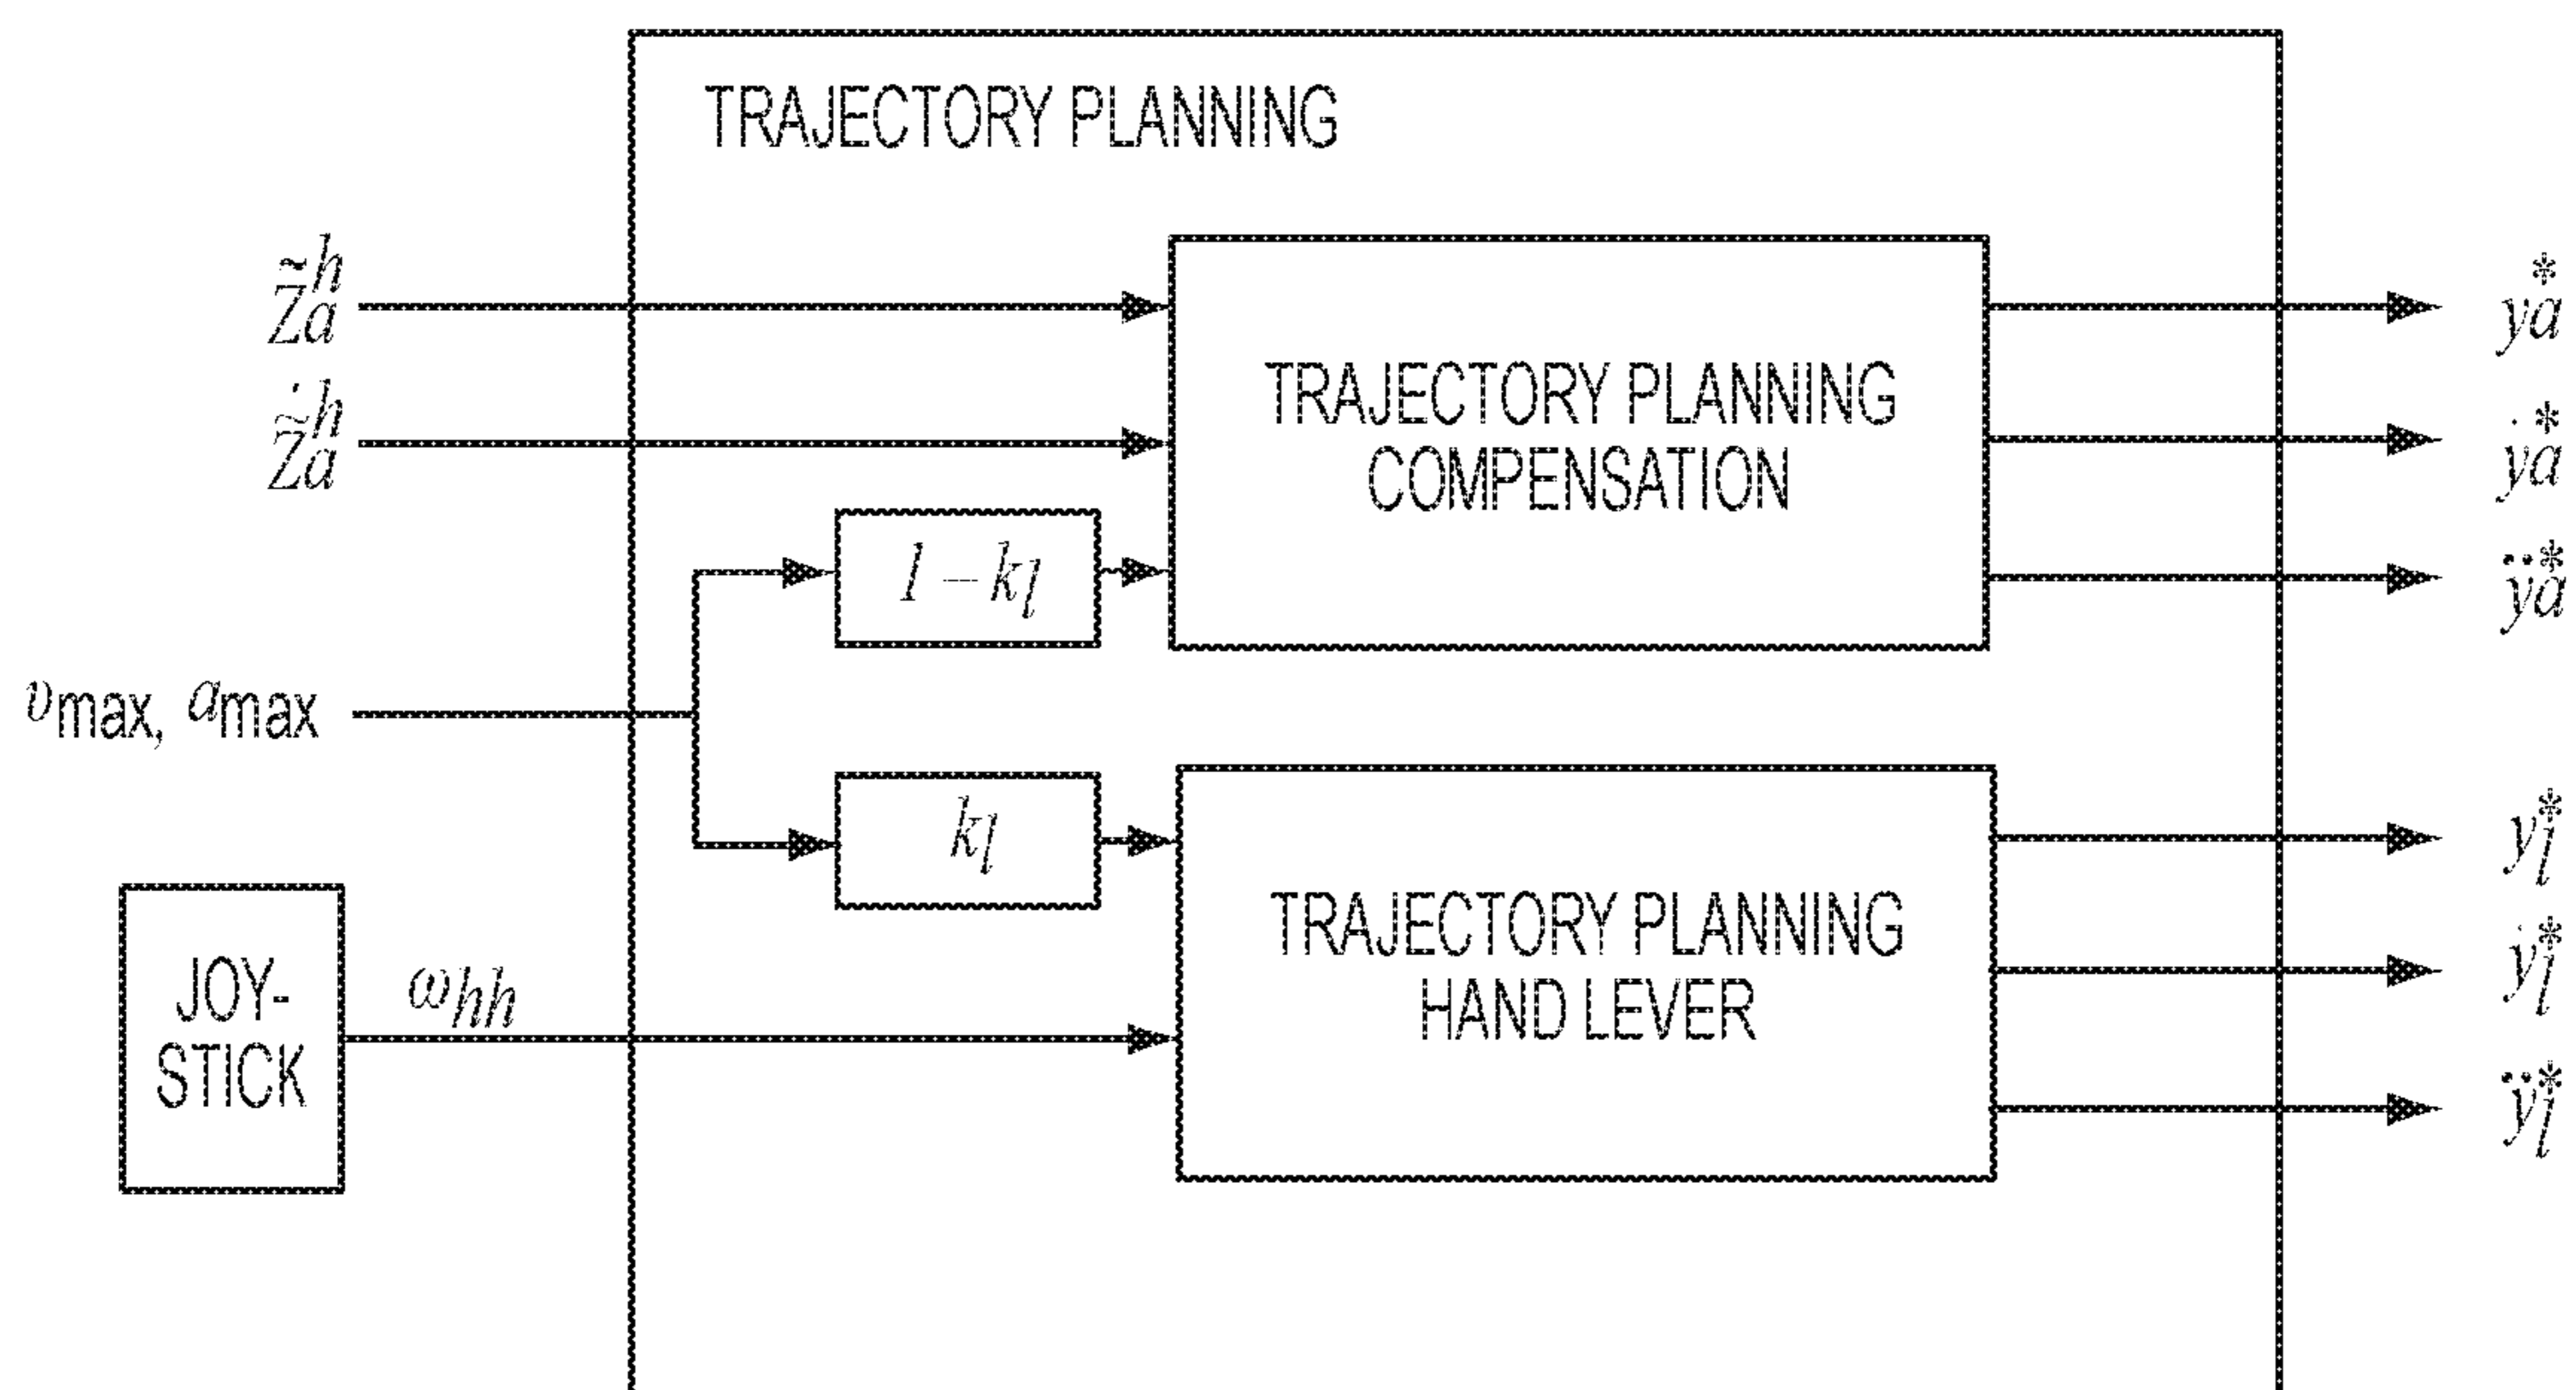 TRAJECTORY PLANNING
z̃ₐʰ
ż̃ₐʰ
υmax, amax
JOY-
STICK
ωhh
1 – kl
kl
TRAJECTORY PLANNING
COMPENSATION
TRAJECTORY PLANNING
HAND LEVER
yₐ*
ẏₐ*
ÿₐ*
yl*
ẏl*
ÿl*